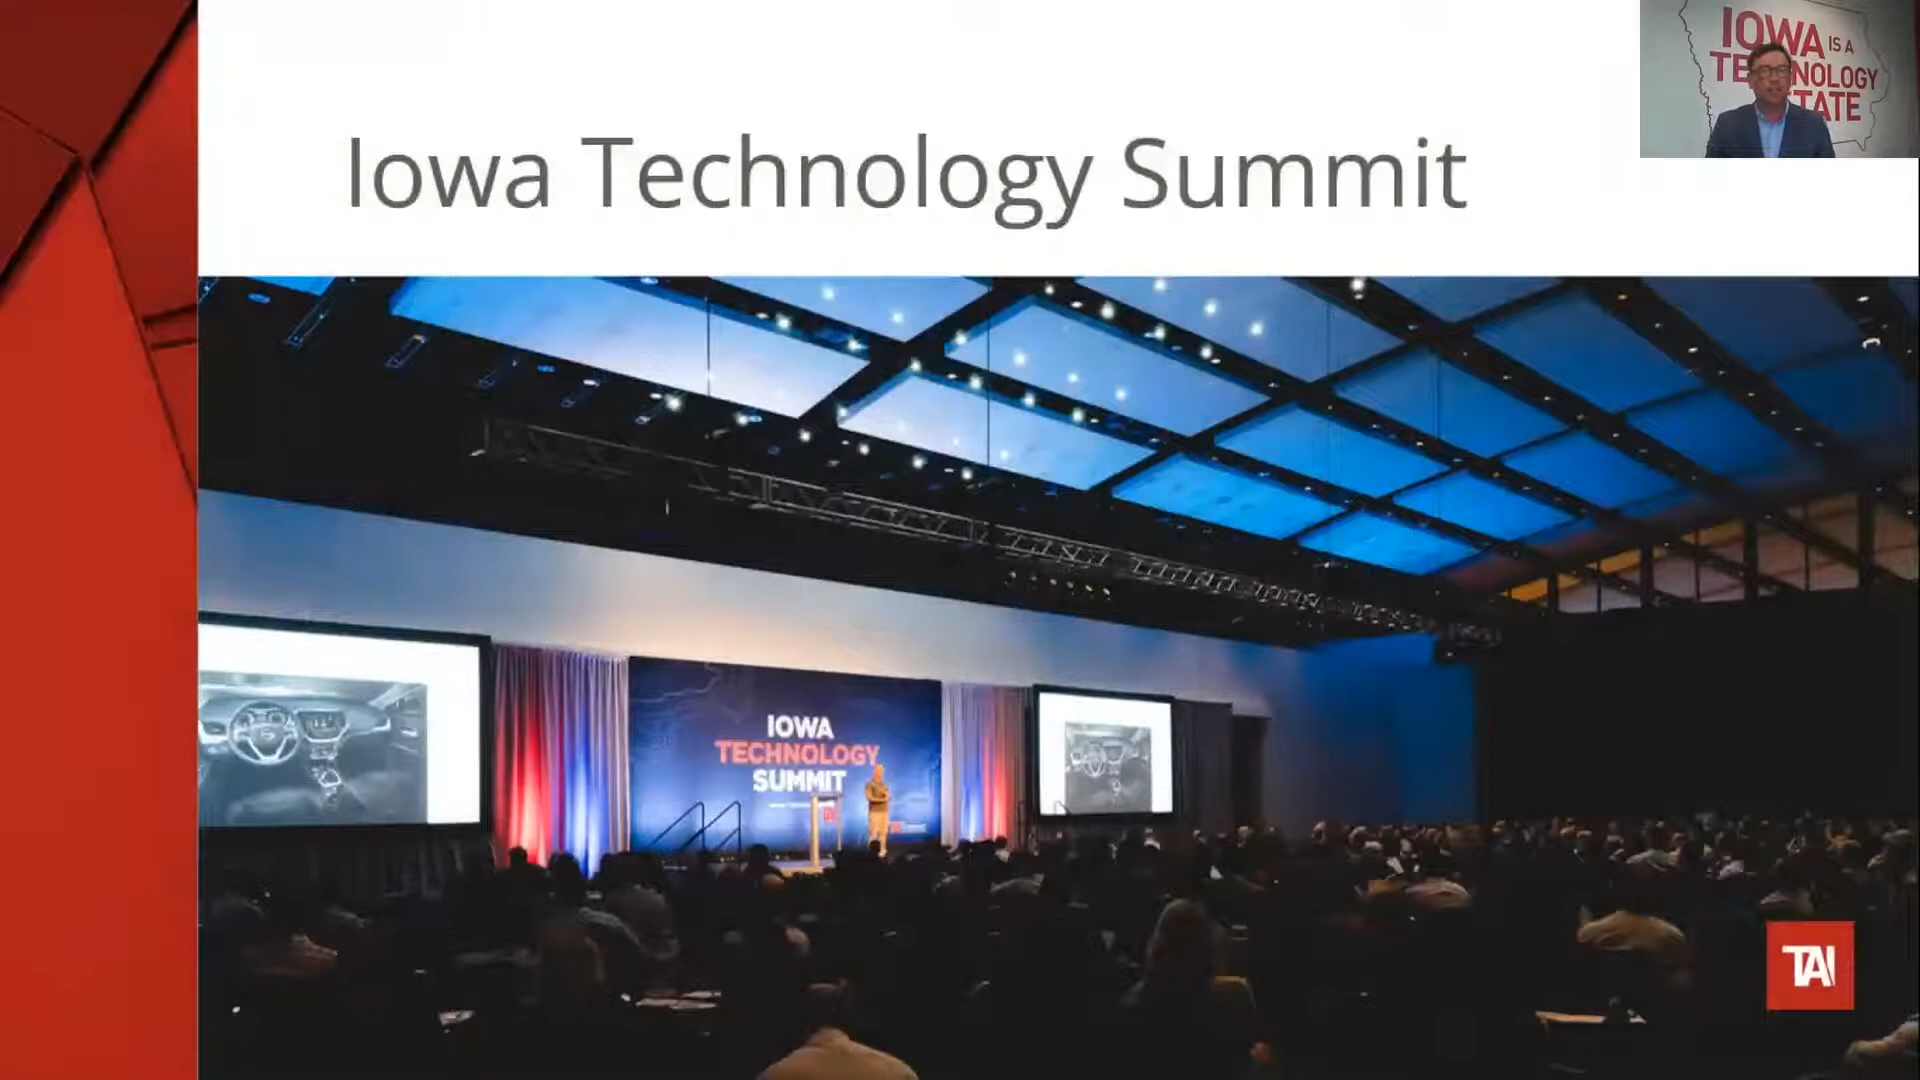 Iowa Technology Summit
IOWA IS A
TECHNOLOGY
STATE
IOWA
TECHNOLOGY
SUMMIT
TAI